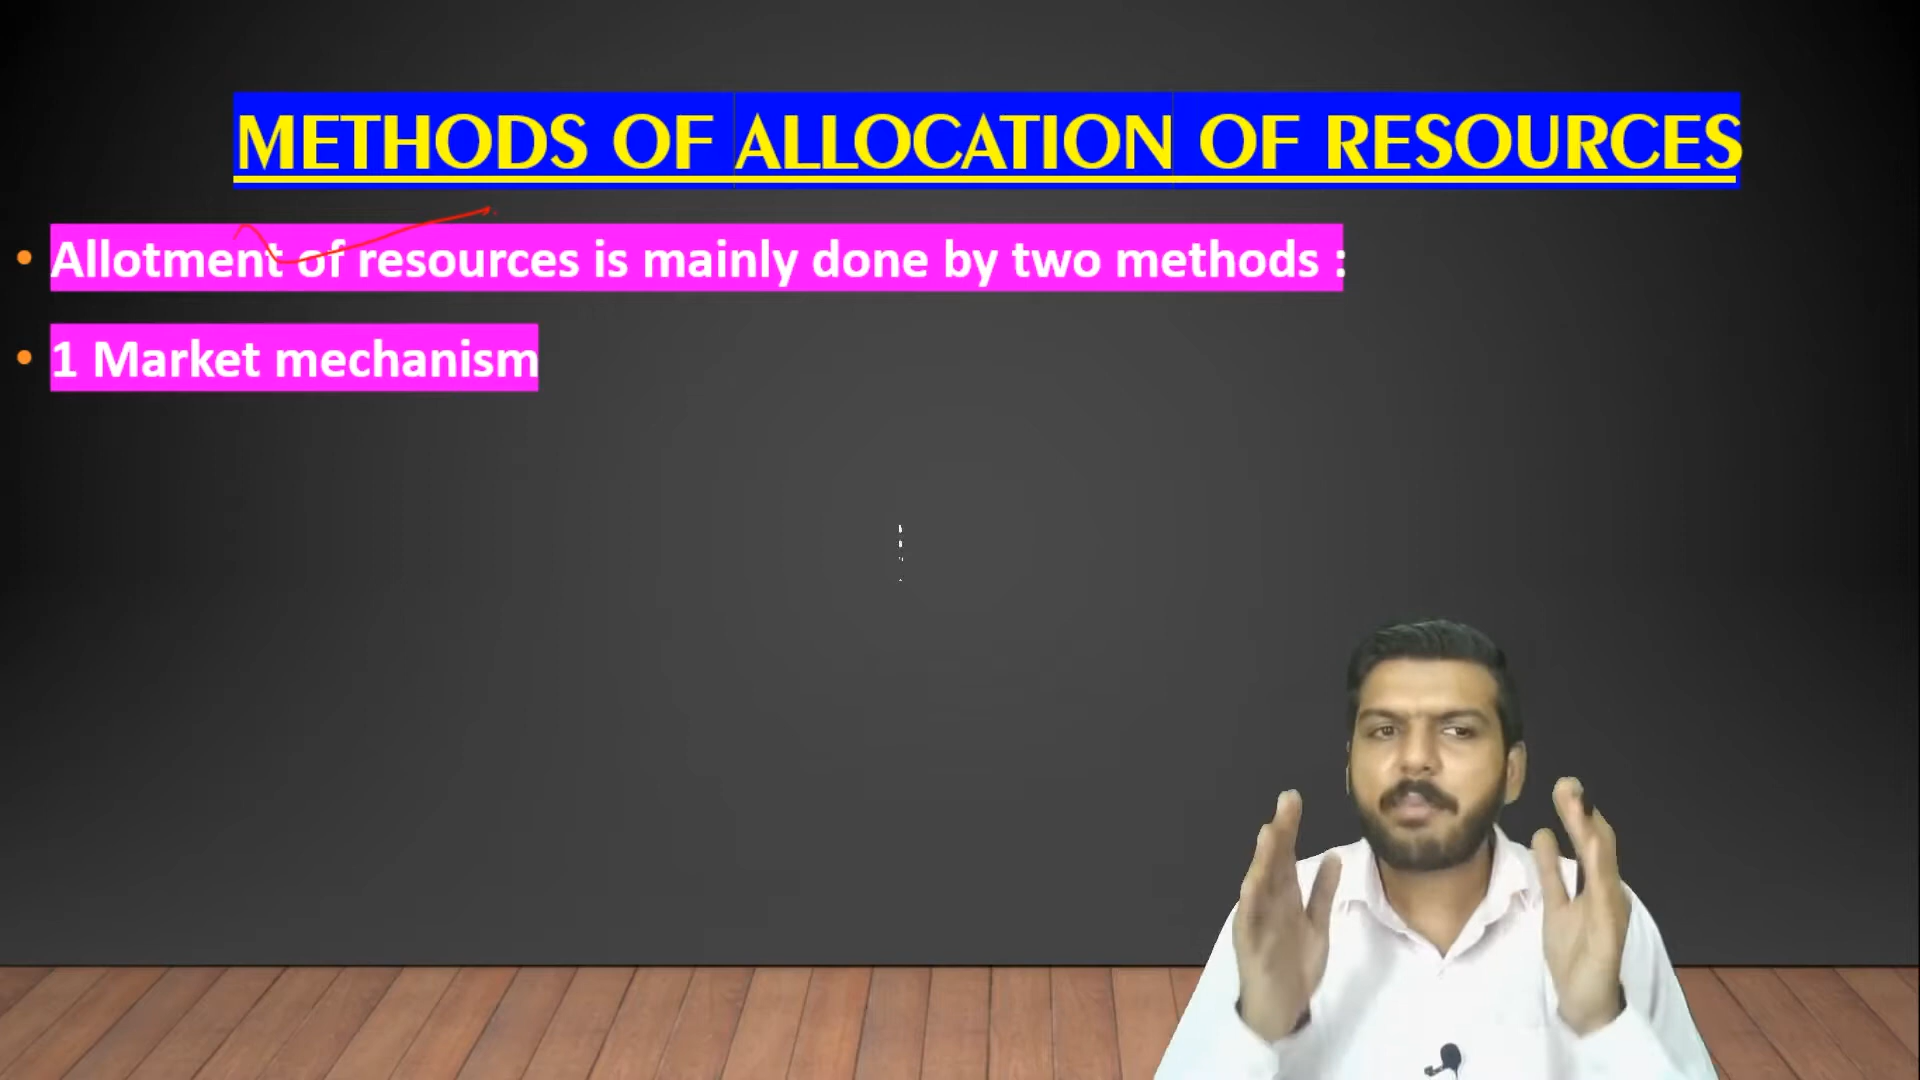 METHODS OF ALLOCATION OF RESOURCES
• Allotment of resources is mainly done by two methods :
• 1 Market mechanism